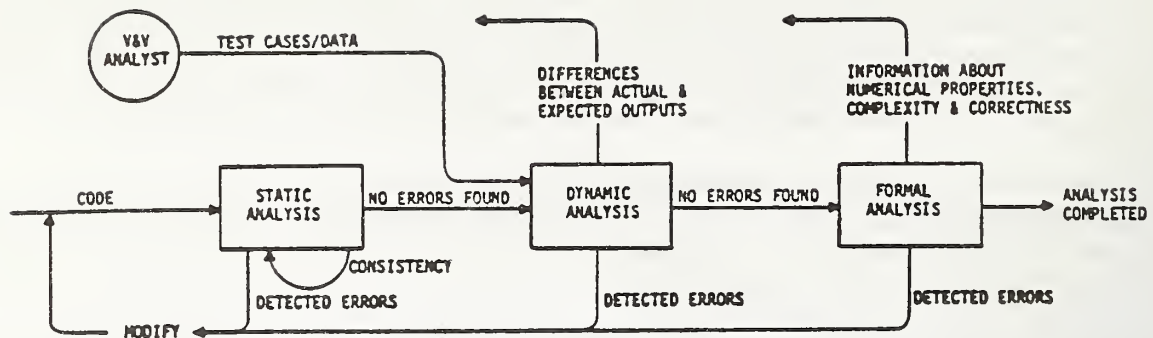 V&V
ANALYST
TEST CASES/DATA
DIFFERENCES
BETWEEN ACTUAL &
EXPECTED OUTPUTS
INFORMATION ABOUT
NUMERICAL PROPERTIES,
COMPLEXITY & CORRECTNESS
CODE
STATIC
ANALYSIS
NO ERRORS FOUND
DYNAMIC
ANALYSIS
NO ERRORS FOUND
FORMAL
ANALYSIS
ANALYSIS
COMPLETED
CONSISTENCY
DETECTED ERRORS
DETECTED ERRORS
DETECTED ERRORS
MODIFY